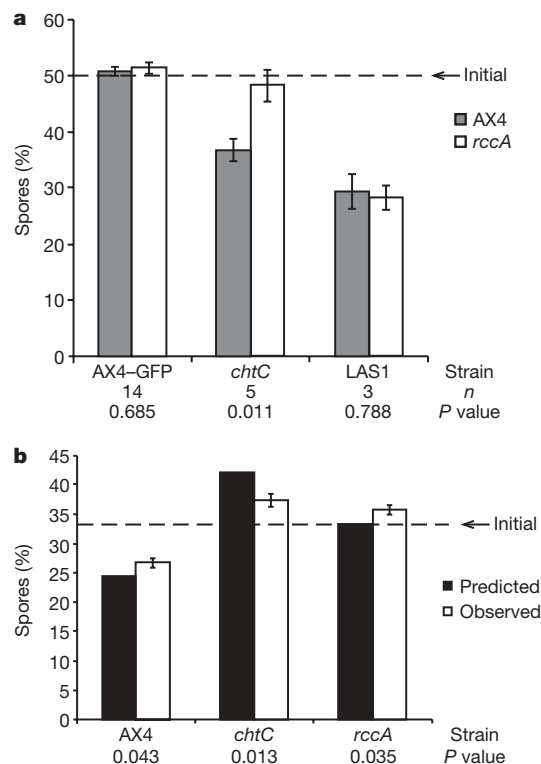 a
60
50
40
30
20
10
0
Spores (%)
Initial
AX4
rccA
AX4–GFP chtC LAS1 Strain
14 5 3 n
0.685 0.011 0.788 P value
b
45
40
35
30
25
20
15
10
5
0
Spores (%)
Initial
Predicted
Observed
AX4 chtC rccA Strain
0.043 0.013 0.035 P value